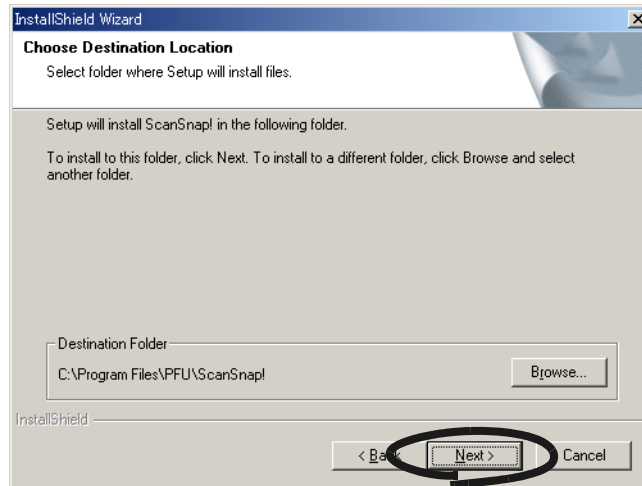 InstallShield Wizard
Choose Destination Location
Select folder where Setup will install files.
Setup will install ScanSnap! in the following folder.
To install to this folder, click Next. To install to a different folder, click Browse and select
another folder.
Destination Folder
C:\Program Files\PFU\ScanSnap!
Browse...
InstallShield
< Back Next > Cancel